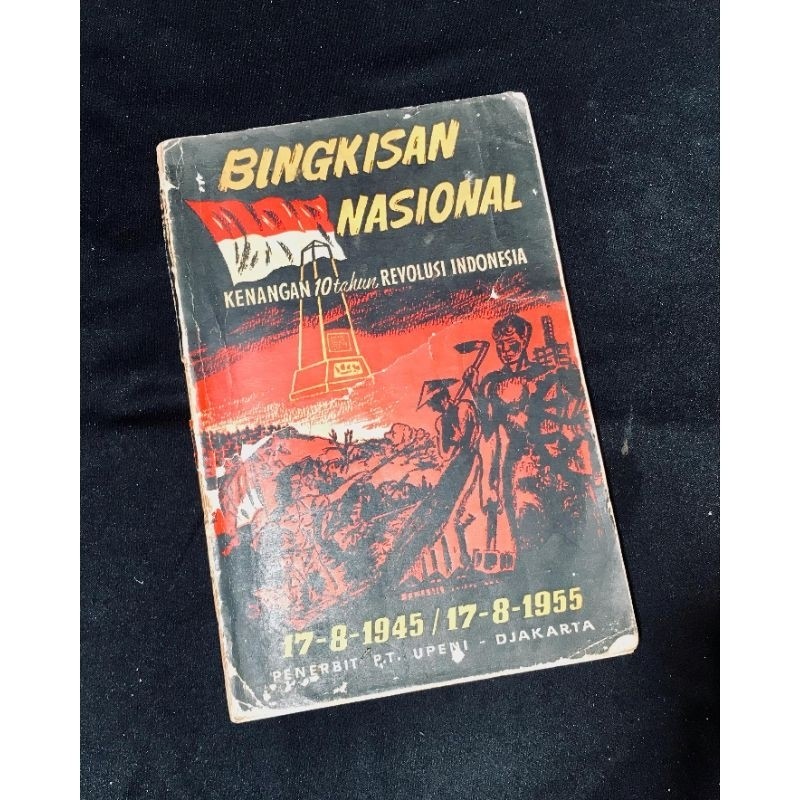 BINGKISAN
NASIONAL
KENANGAN 10 tahun REVOLUSI INDONESIA
17-8-1945 / 17-8-1955
PENERBIT P.T. UPENI - DJAKARTA